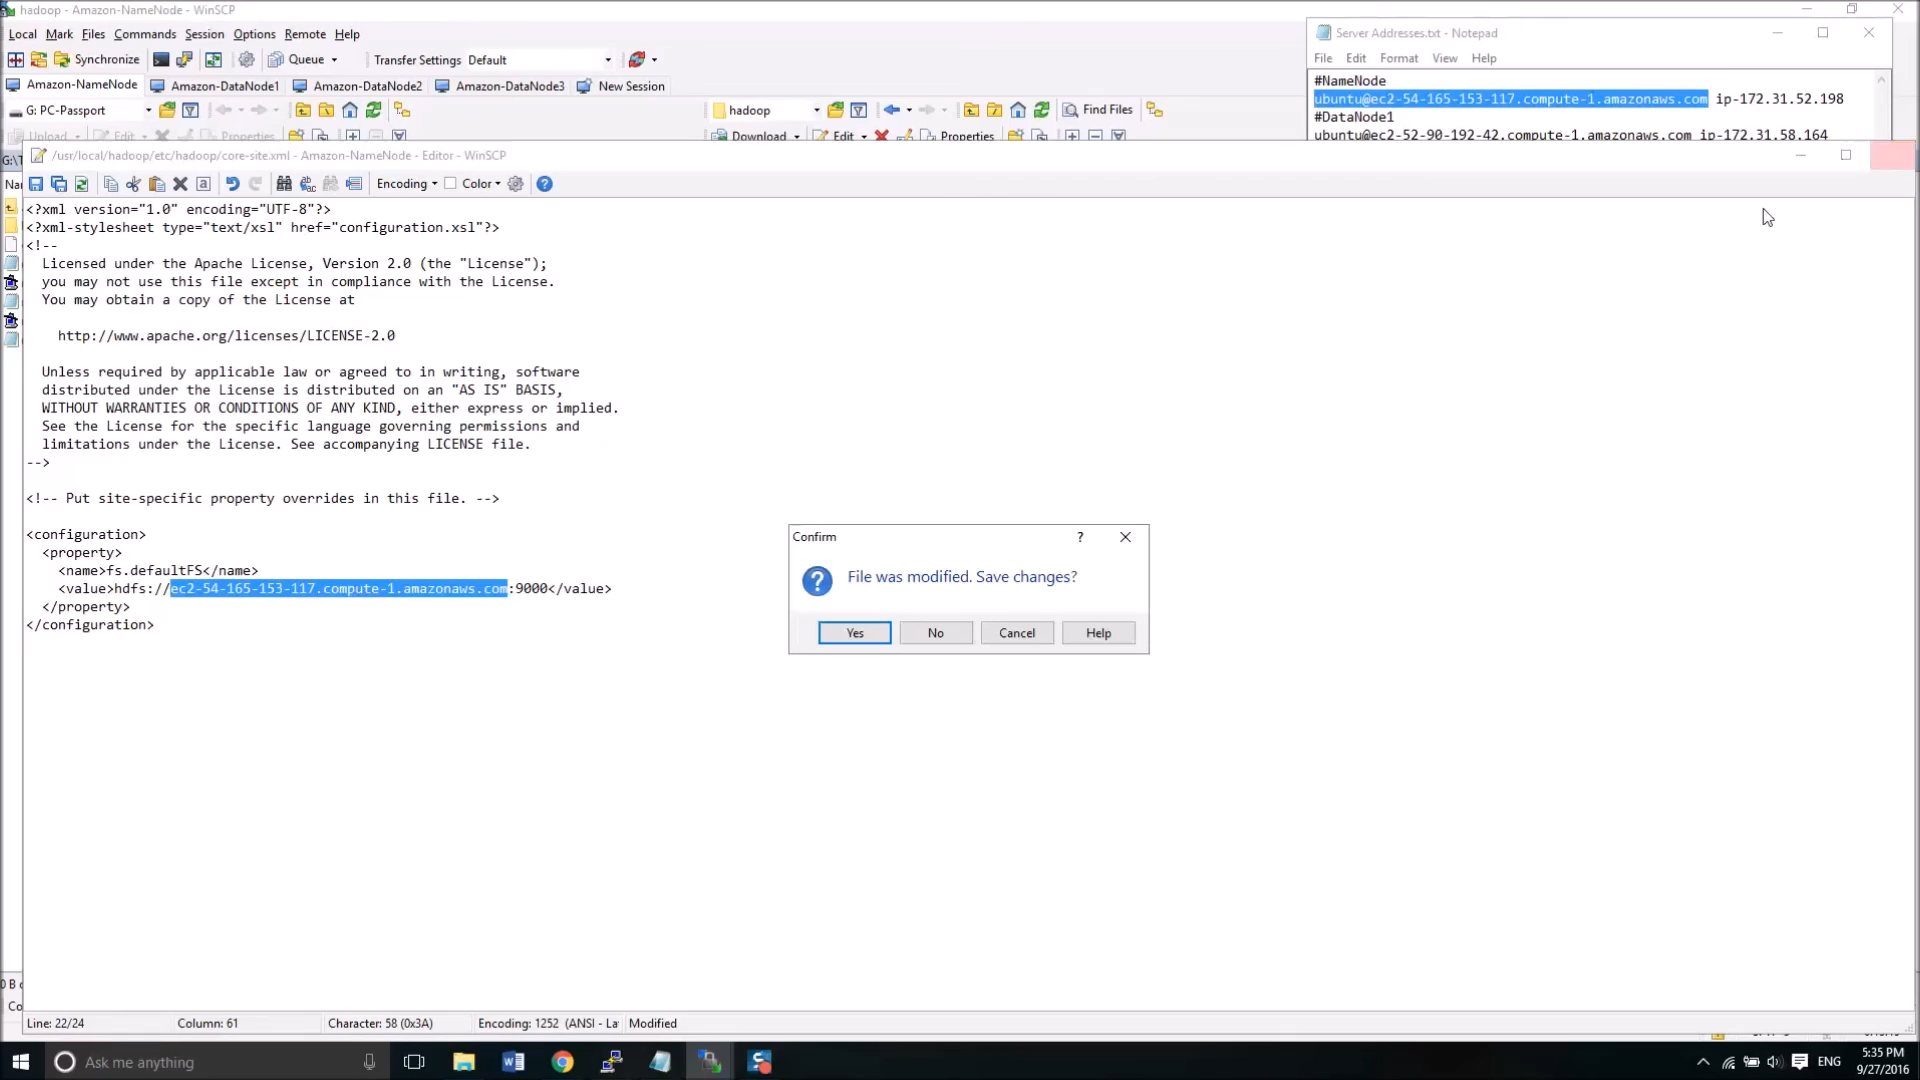 hadoop - Amazon-NameNode - WinSCP
Local Mark Files Commands Session Options Remote Help
Synchronize Queue Transfer Settings Default
Amazon-NameNode Amazon-DataNode1 Amazon-DataNode2 Amazon-DataNode3 New Session
G: PC-Passport hadoop Find Files
Upload Edit Properties Download Edit Properties
Server Addresses.txt - Notepad
File Edit Format View Help
#NameNode
ubuntu@ec2-54-165-153-117.compute-1.amazonaws.com ip-172.31.52.198
#DataNode1
ubuntu@ec2-52-90-192-42.compute-1.amazonaws.com ip-172.31.58.164
/usr/local/hadoop/etc/hadoop/core-site.xml - Amazon-NameNode - Editor - WinSCP
Encoding Color
<?xml version="1.0" encoding="UTF-8"?>
<?xml-stylesheet type="text/xsl" href="configuration.xsl"?>
<!--
Licensed under the Apache License, Version 2.0 (the "License");
you may not use this file except in compliance with the License.
You may obtain a copy of the License at
http://www.apache.org/licenses/LICENSE-2.0
Unless required by applicable law or agreed to in writing, software
distributed under the License is distributed on an "AS IS" BASIS,
WITHOUT WARRANTIES OR CONDITIONS OF ANY KIND, either express or implied.
See the License for the specific language governing permissions and
limitations under the License. See accompanying LICENSE file.
-->
<!-- Put site-specific property overrides in this file. -->
<configuration>
<property>
<name>fs.defaultFS</name>
<value>hdfs://ec2-54-165-153-117.compute-1.amazonaws.com:9000</value>
</property>
</configuration>
Confirm ?
File was modified. Save changes?
Yes No Cancel Help
Line: 22/24 Column: 61 Character: 58 (0x3A) Encoding: 1252 (ANSI - La Modified
Ask me anything
ENG
5:35 PM
9/27/2016